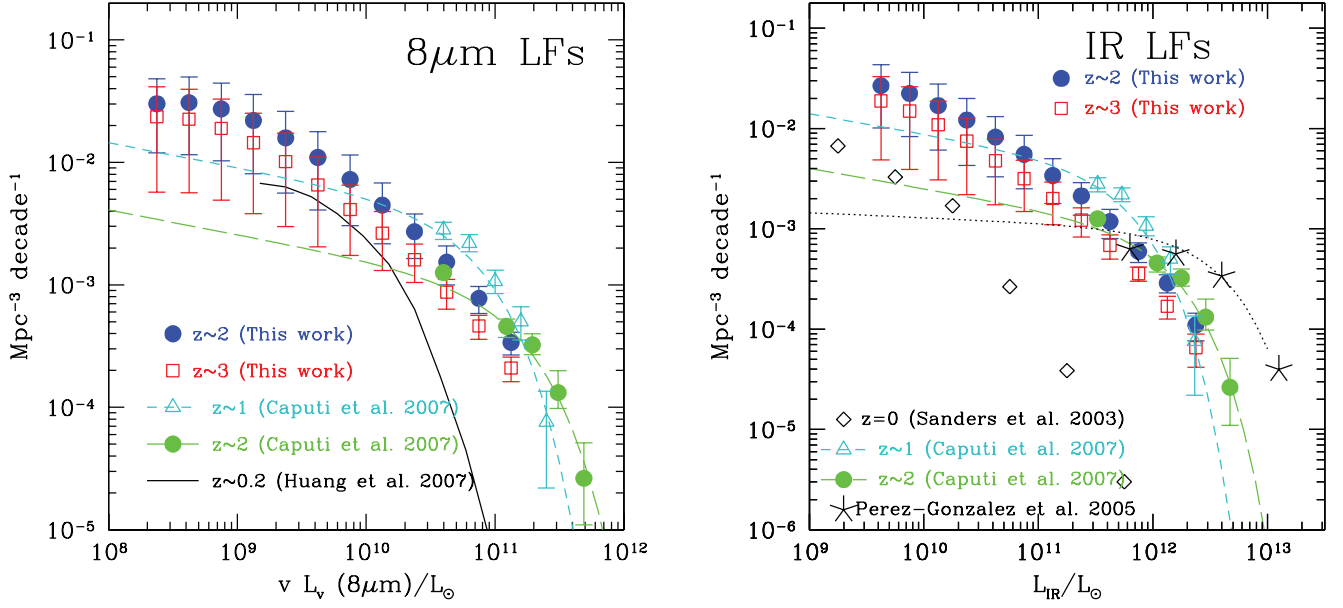 8μm LFs
10⁻¹
10⁻²
10⁻³
10⁻⁴
10⁻⁵
Mpc⁻³ decade⁻¹
z~2 (This work)
z~3 (This work)
z~1 (Caputi et al. 2007)
z~2 (Caputi et al. 2007)
z~0.2 (Huang et al. 2007)
10⁸ 10⁹ 10¹⁰ 10¹¹ 10¹²
ν L_ν (8μm)/L_⊙
IR LFs
z~2 (This work)
z~3 (This work)
10⁻¹
10⁻²
10⁻³
10⁻⁴
10⁻⁵
10⁻⁶
Mpc⁻³ decade⁻¹
z=0 (Sanders et al. 2003)
z~1 (Caputi et al. 2007)
z~2 (Caputi et al. 2007)
Perez-Gonzalez et al. 2005
10⁹ 10¹⁰ 10¹¹ 10¹² 10¹³
L_IR/L_⊙